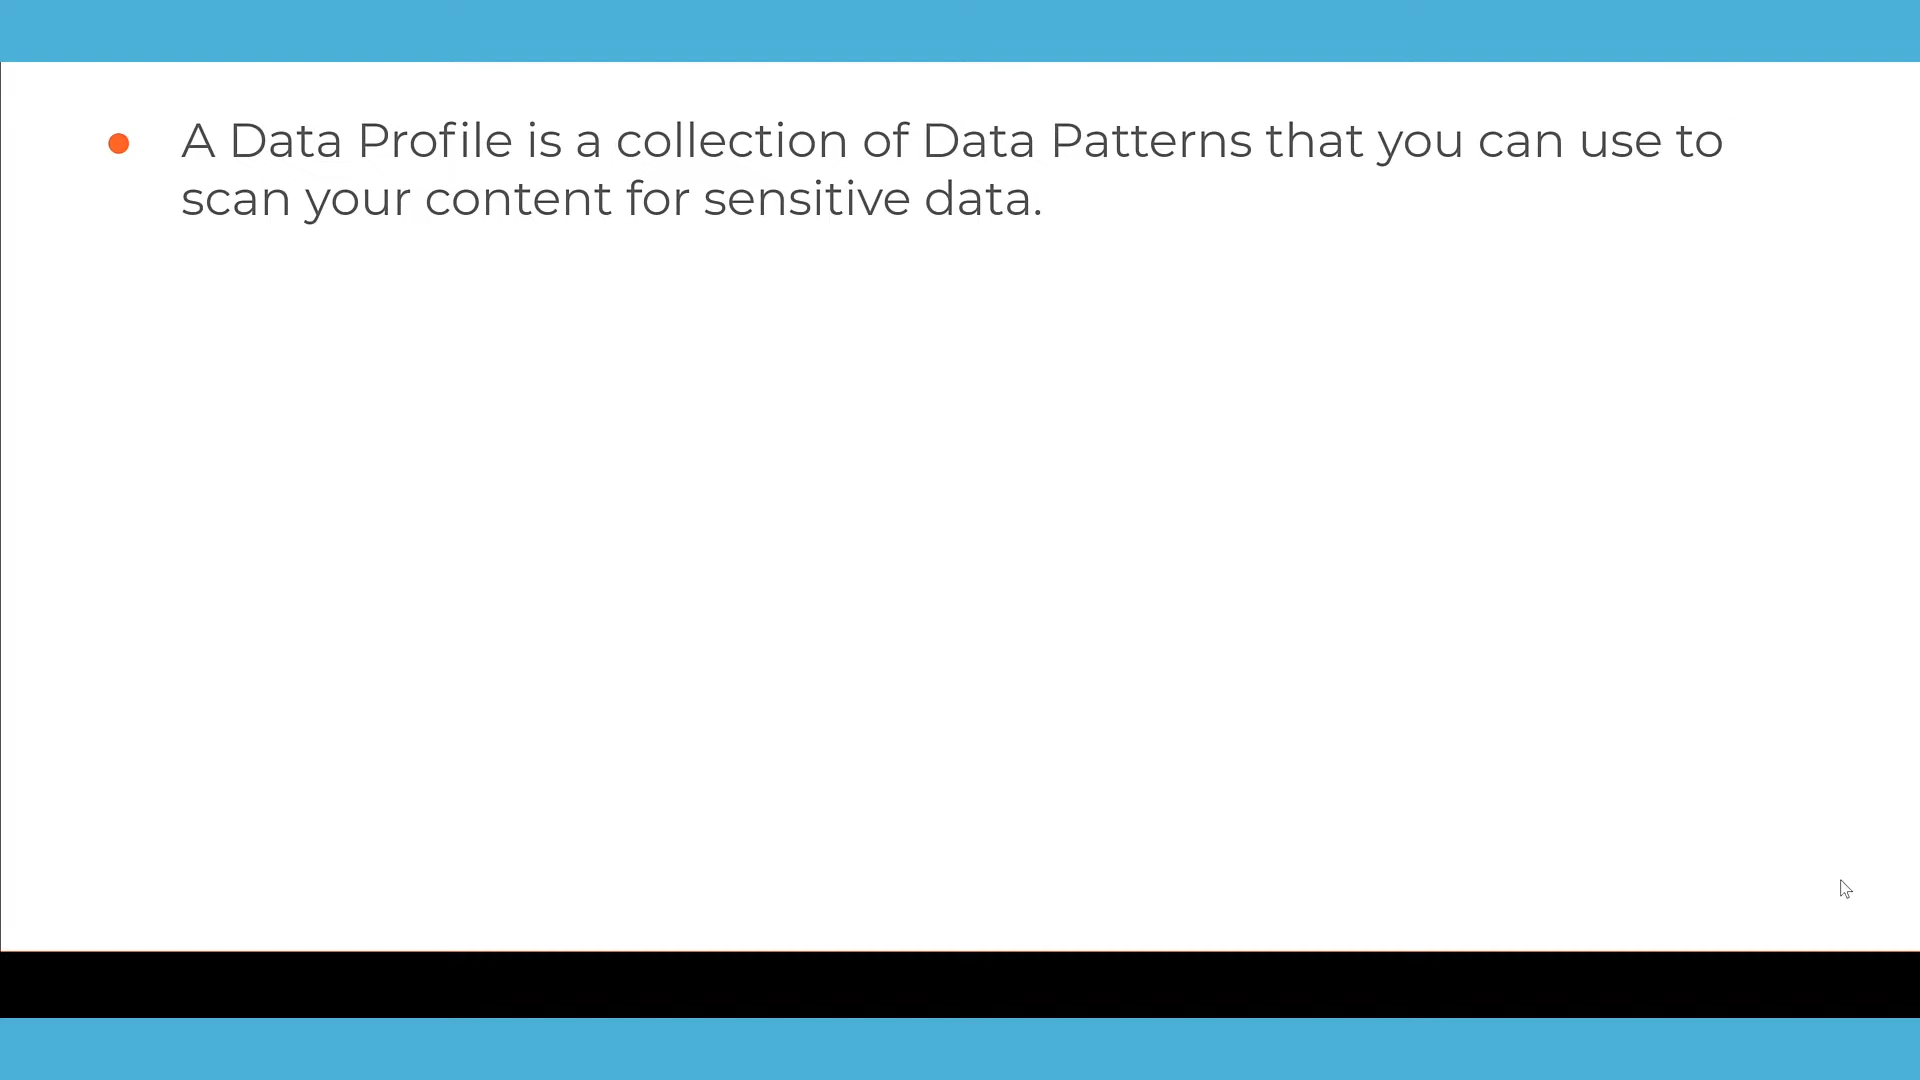 A Data Profile is a collection of Data Patterns that you can use to
scan your content for sensitive data.